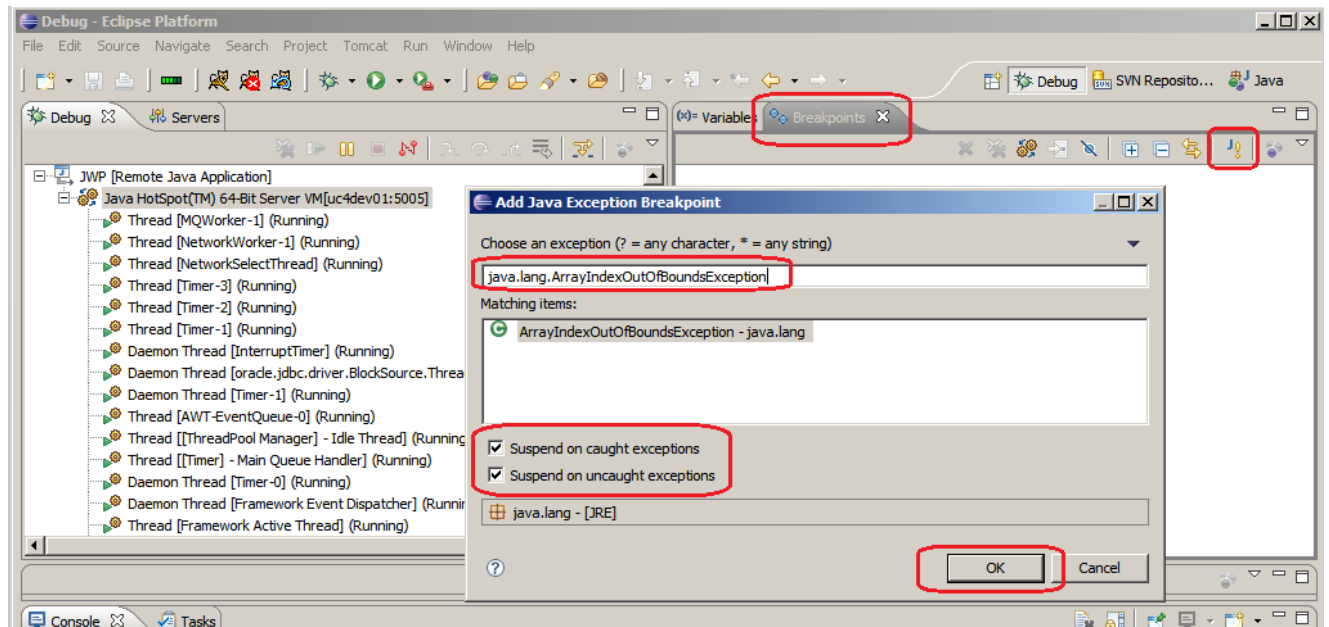 Debug - Eclipse Platform
File Edit Source Navigate Search Project Tomcat Run Window Help
Debug SVN Reposito... Java
Debug Servers
(x)= Variables Breakpoints
JWP [Remote Java Application]
Java HotSpot(TM) 64-Bit Server VM[uc4dev01:5005]
Thread [MQWorker-1] (Running)
Thread [NetworkWorker-1] (Running)
Thread [NetworkSelectThread] (Running)
Thread [Timer-3] (Running)
Thread [Timer-2] (Running)
Thread [Timer-1] (Running)
Daemon Thread [InterruptTimer] (Running)
Daemon Thread [oracle.jdbc.driver.BlockSource.Threa
Daemon Thread [Timer-1] (Running)
Thread [AWT-EventQueue-0] (Running)
Thread [[ThreadPool Manager] - Idle Thread] (Running
Thread [[Timer] - Main Queue Handler] (Running)
Daemon Thread [Timer-0] (Running)
Daemon Thread [Framework Event Dispatcher] (Runnin
Thread [Framework Active Thread] (Running)
Add Java Exception Breakpoint
Choose an exception (? = any character, * = any string)
java.lang.ArrayIndexOutOfBoundsException
Matching items:
ArrayIndexOutOfBoundsException - java.lang
Suspend on caught exceptions
Suspend on uncaught exceptions
java.lang - [JRE]
OK Cancel
Console Tasks